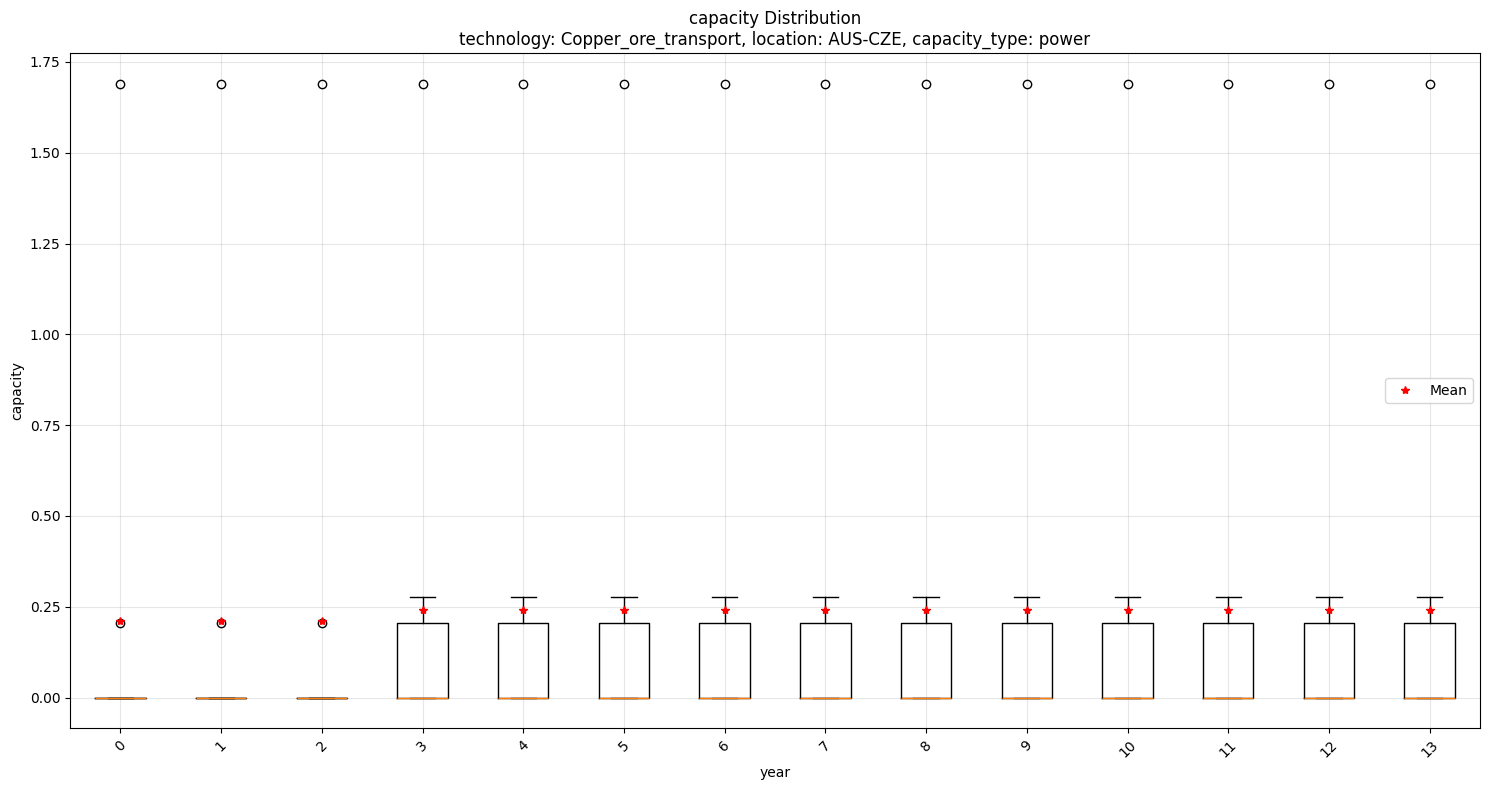 capacity Distribution
technology: Copper_ore_transport, location: AUS-CZE, capacity_type: power
1.75
1.50
1.25
1.00
0.75
0.50
0.25
0.00
capacity
Mean
0 1 2 3 4 5 6 7 8 9 10 11 12 13
year